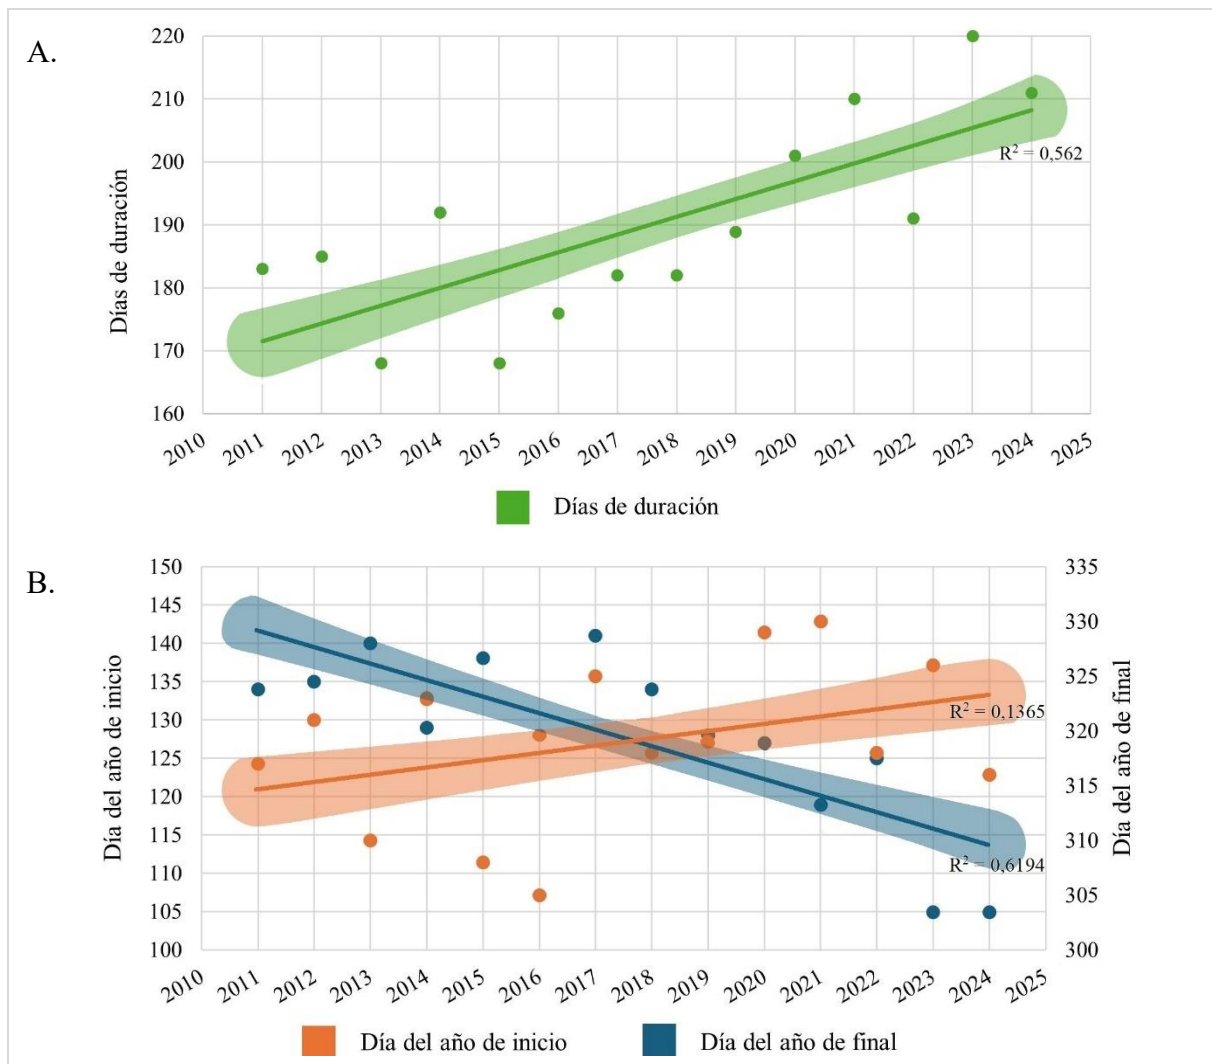 A.
Días de duración
220
210
200
190
180
170
160
R² = 0,562
2010 2011 2012 2013 2014 2015 2016 2017 2018 2019 2020 2021 2022 2023 2024 2025
Días de duración
B.
Día del año de inicio
150
145
140
135
130
125
120
115
110
105
100
335
330
325
320
315
310
305
300
Día del año de final
R² = 0,1365
R² = 0,6194
2010 2011 2012 2013 2014 2015 2016 2017 2018 2019 2020 2021 2022 2023 2024 2025
Día del año de inicio Día del año de final